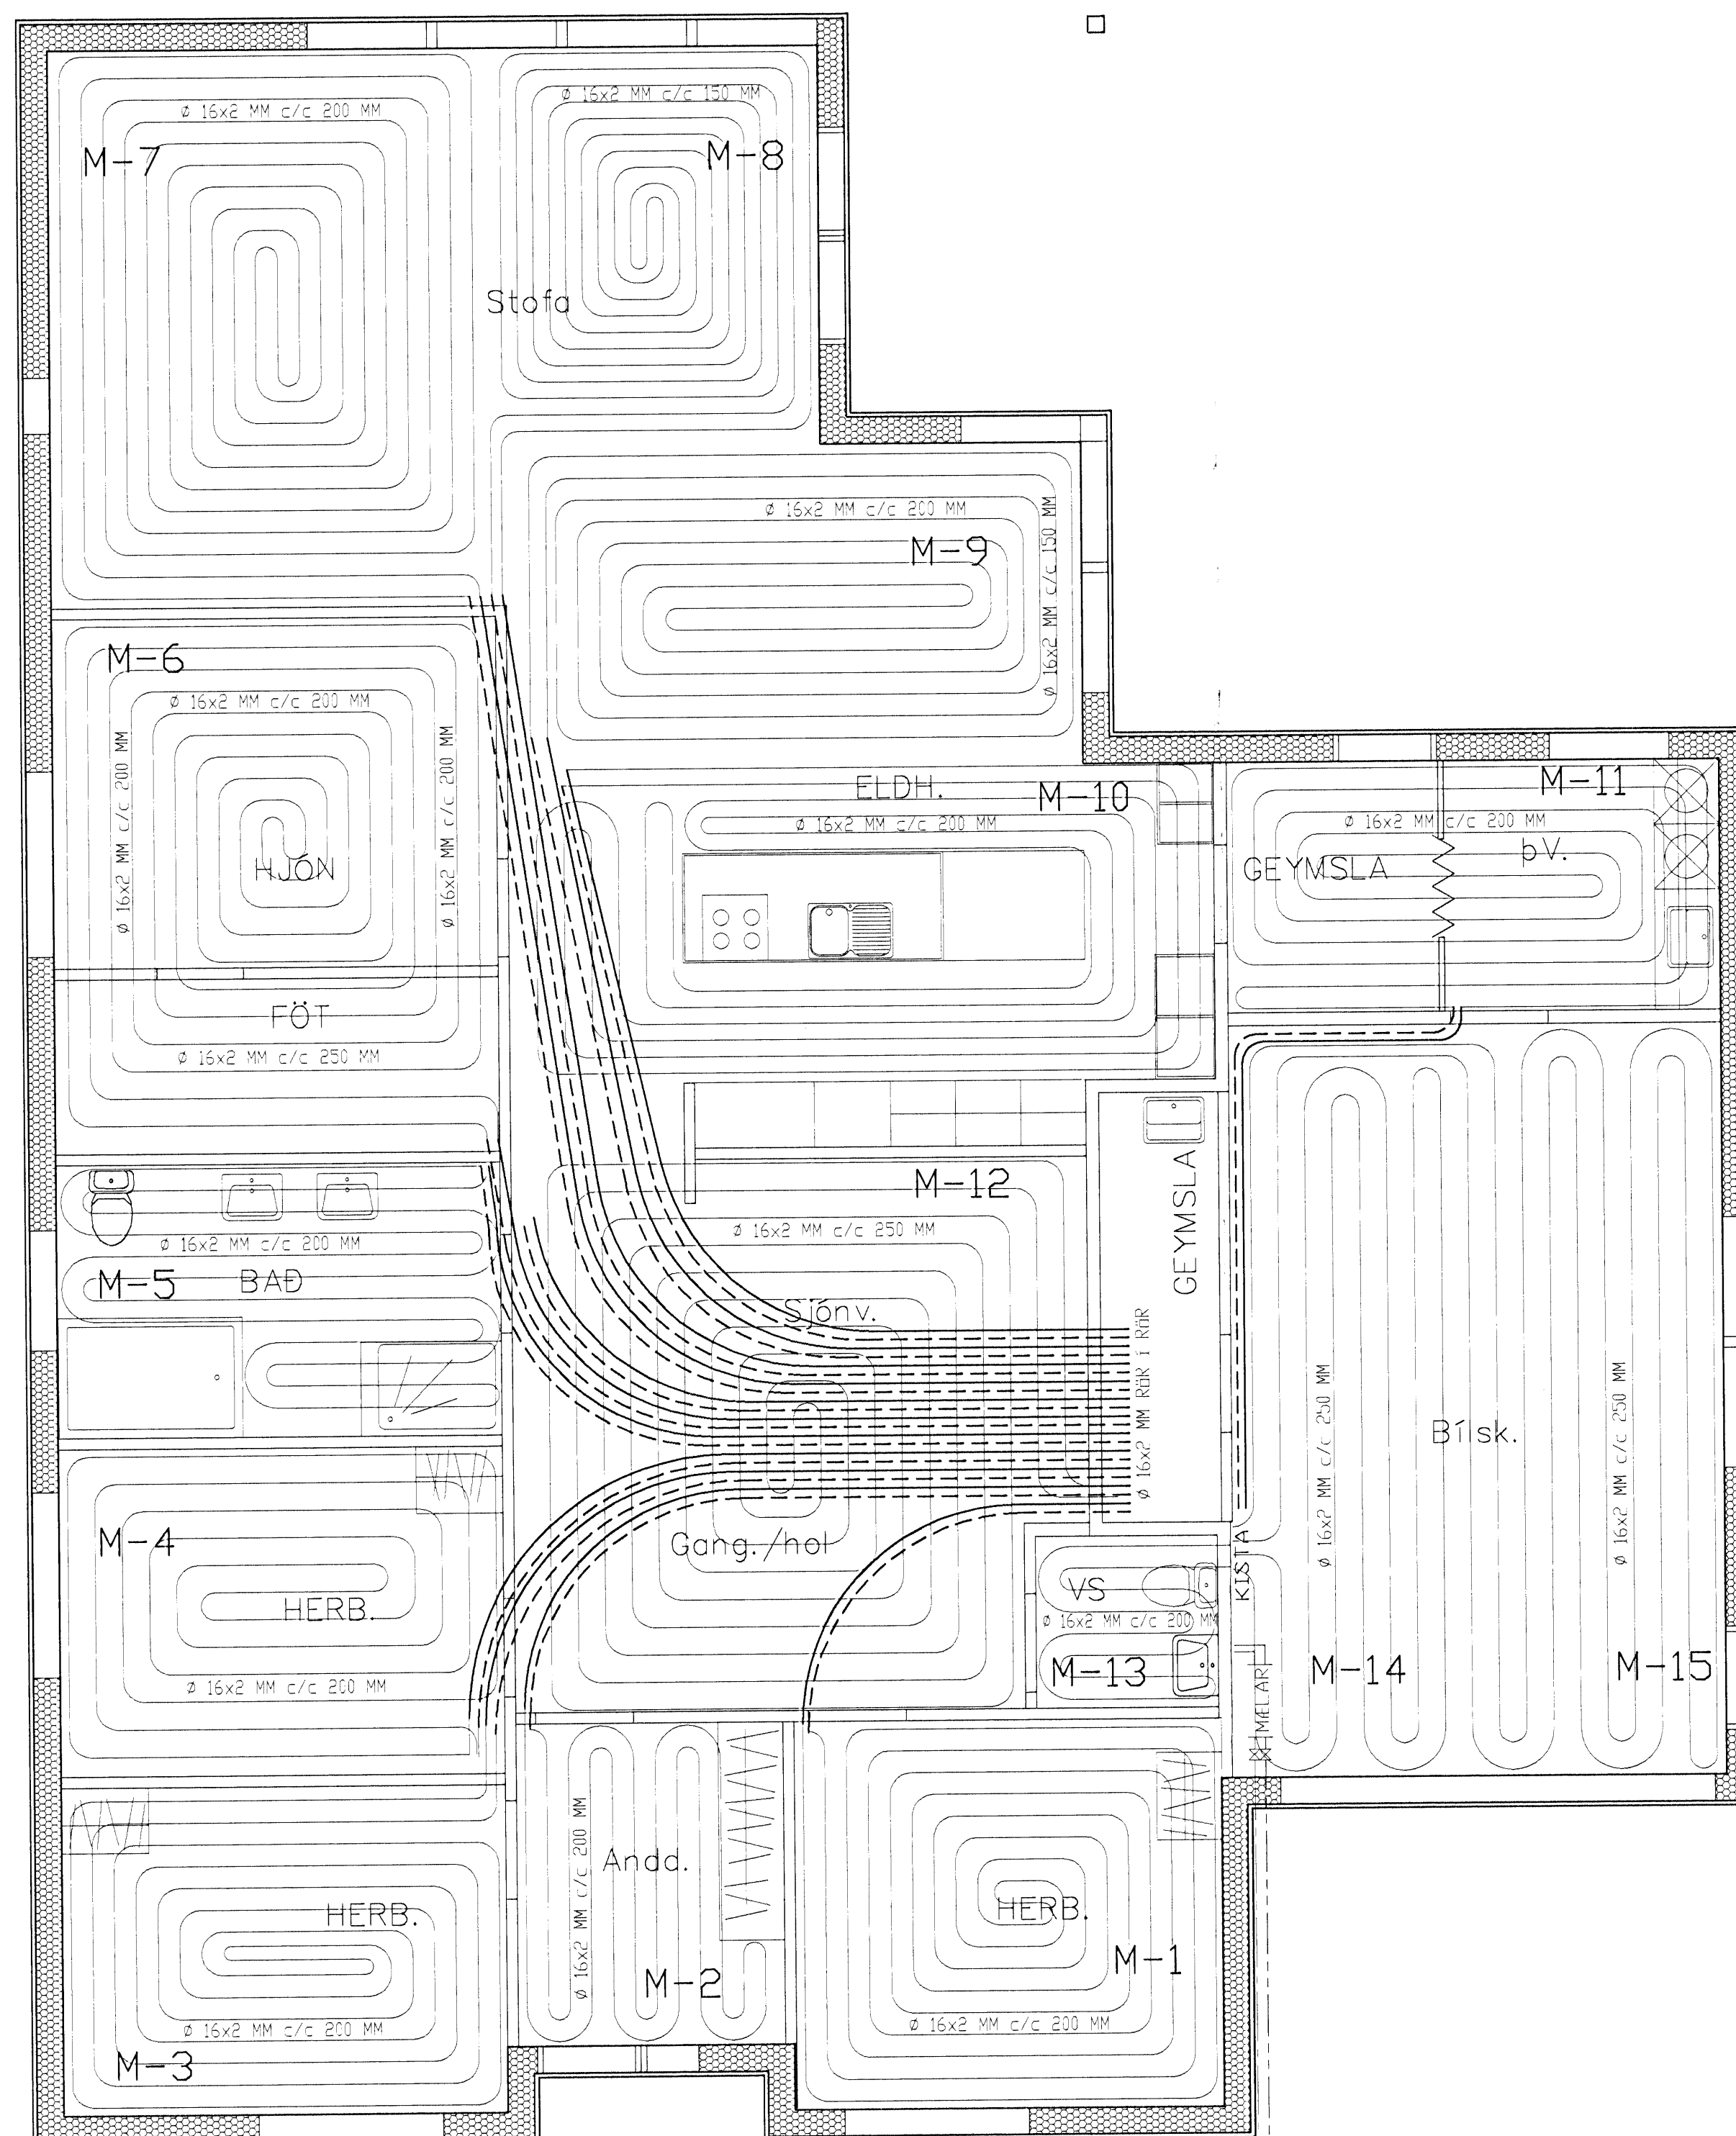 Ø 16x2 MM c/c 150 MM
Ø 16x2 MM c/c 200 MM
M-7
M-8
Stofa
Ø 16x2 MM c/c 200 MM
M-9
Ø 16x2 MM c/c 150 MM
M-6
Ø 16x2 MM c/c 200 MM
Ø 16x2 MM c/c 200 MM
Ø 16x2 MM c/c 200 MM
HJÓN
FÖT
Ø 16x2 MM c/c 250 MM
ELDH.
M-10
Ø 16x2 MM c/c 200 MM
M-11
Ø 16x2 MM c/c 200 MM
ÞV.
GEYMSLA
M-12
Ø 16x2 MM c/c 250 MM
GEYMSLA
Ø 16x2 MM c/c 200 MM
M-5 BAÐ
Sjónv.
Ø 16x2 MM RÖR Í RÖR
Ø 16x2 MM c/c 250 MM
Bílsk.
Ø 16x2 MM c/c 250 MM
M-4
Gang./hol
HERB.
Ø 16x2 MM c/c 200 MM
KISTA
VS
Ø 16x2 MM c/c 200 MM
M-13
M-14
M-15
MÆLAR
Andd.
Ø 16x2 MM c/c 200 MM
M-2
HERB.
Ø 16x2 MM c/c 200 MM
M-3
HERB.
M-1
Ø 16x2 MM c/c 200 MM